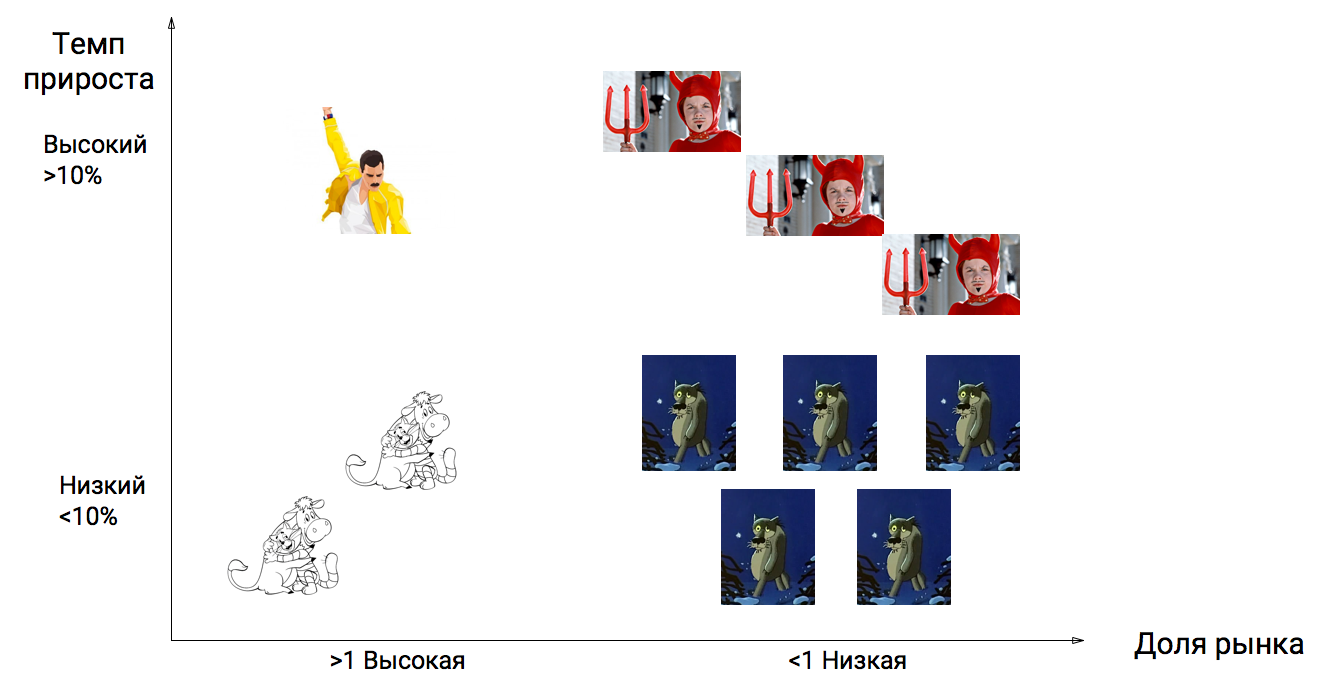 Темп
прироста
Высокий
>10%
Низкий
<10%
>1 Высокая
<1 Низкая
Доля рынка